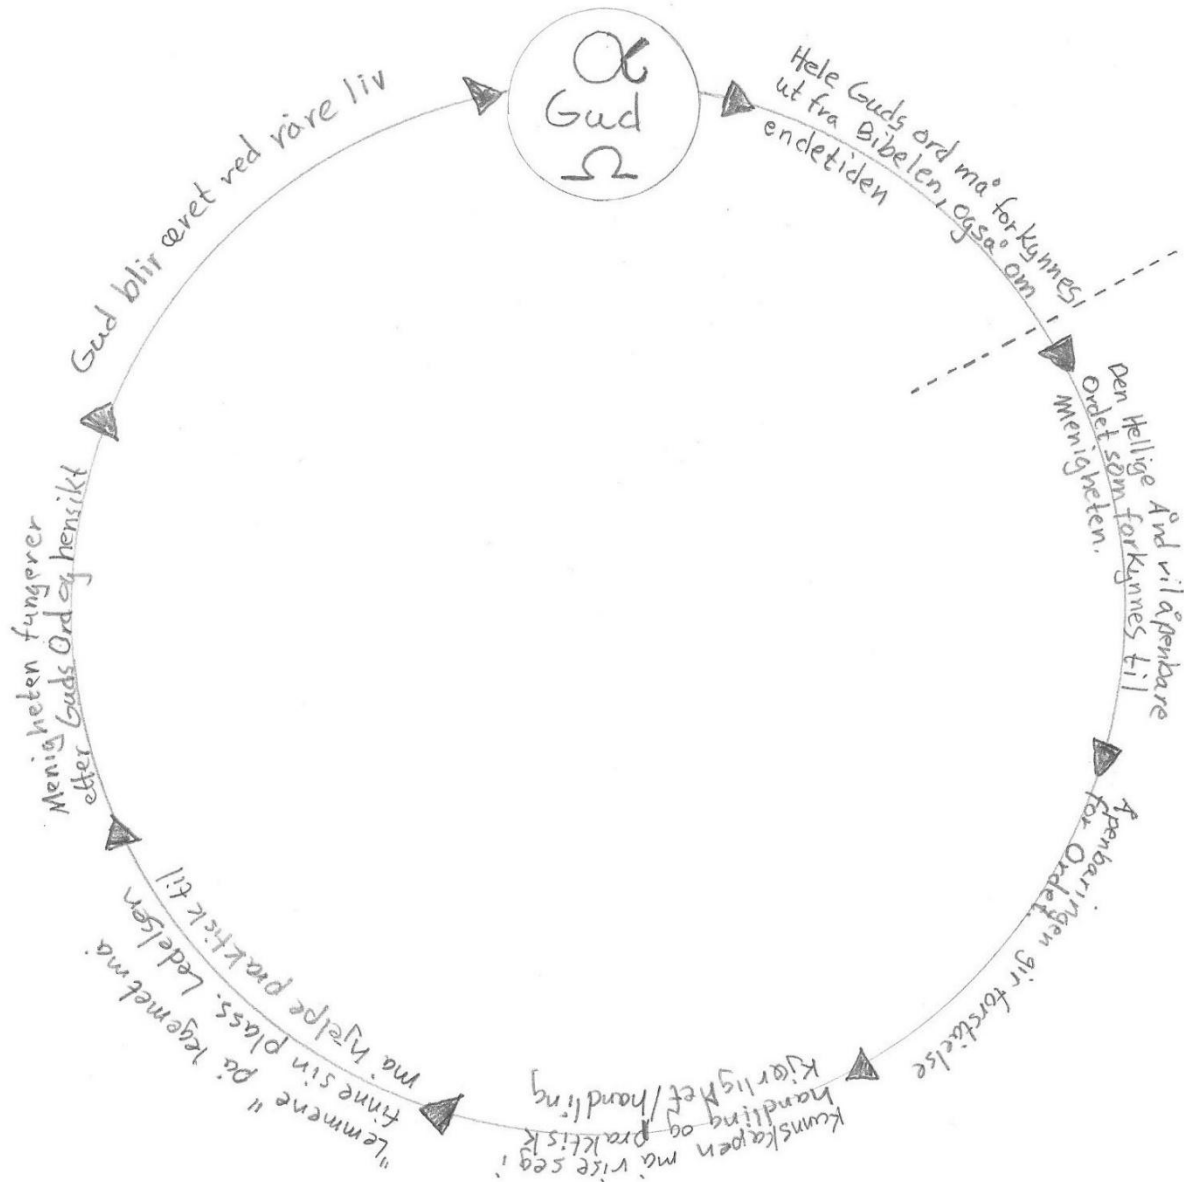 α
Gud
Ω
Hele Guds ord må forkynnes
ut fra Bibelen, også om
endetiden
Den Hellige Ånd vil åpenbare
Ordet som forkynnes til
menigheten.
Åpenbaringen gir forståelse
for Ordet.
Kunnskapen må vise seg i
handling og praktisk
kjærlighet/handling
"Lemmene" på legemet må
finne sin plass. Ledelsen
må hjelpe praktisk til
Menigheten fungerer
etter Guds Ord og hensikt
Gud blir æret ved våre liv